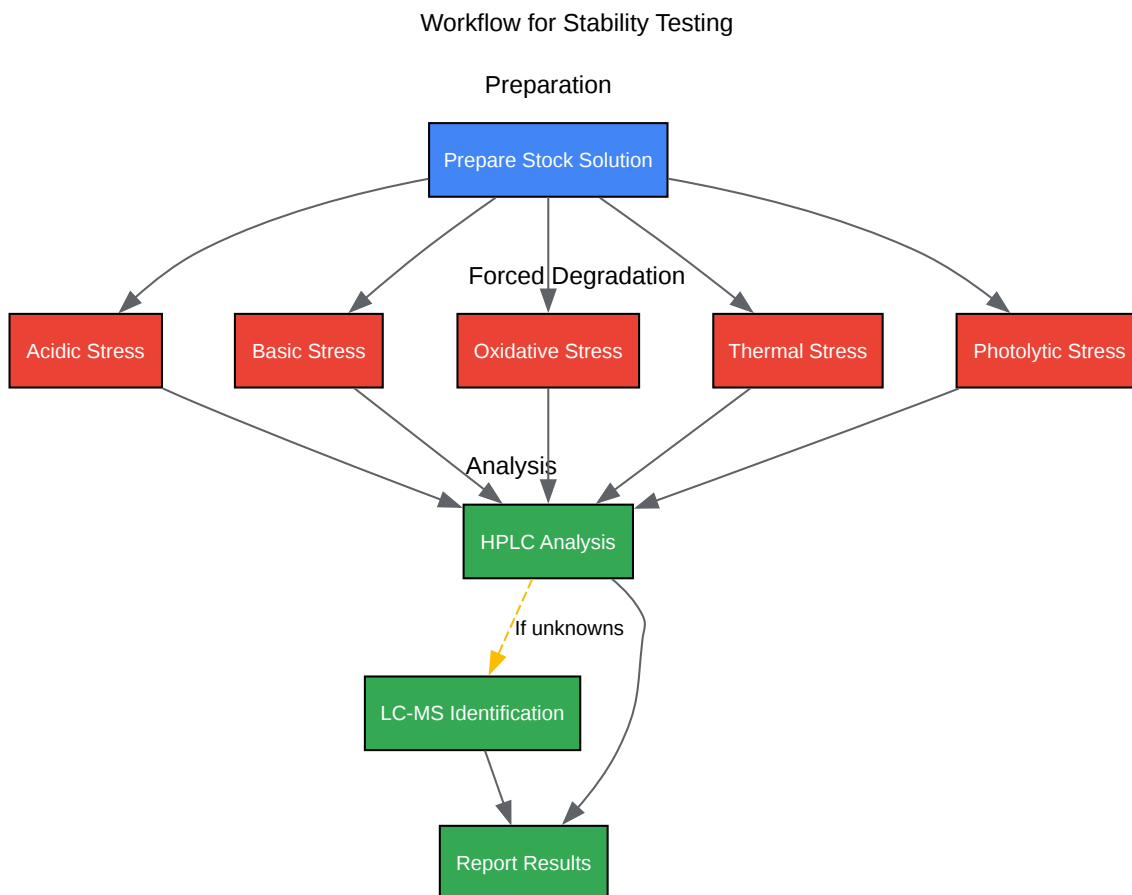 Workflow for Stability Testing
Preparation
Prepare Stock Solution
Forced Degradation
Acidic Stress
Basic Stress
Oxidative Stress
Thermal Stress
Photolytic Stress
Analysis
HPLC Analysis
If unknowns
LC-MS Identification
Report Results